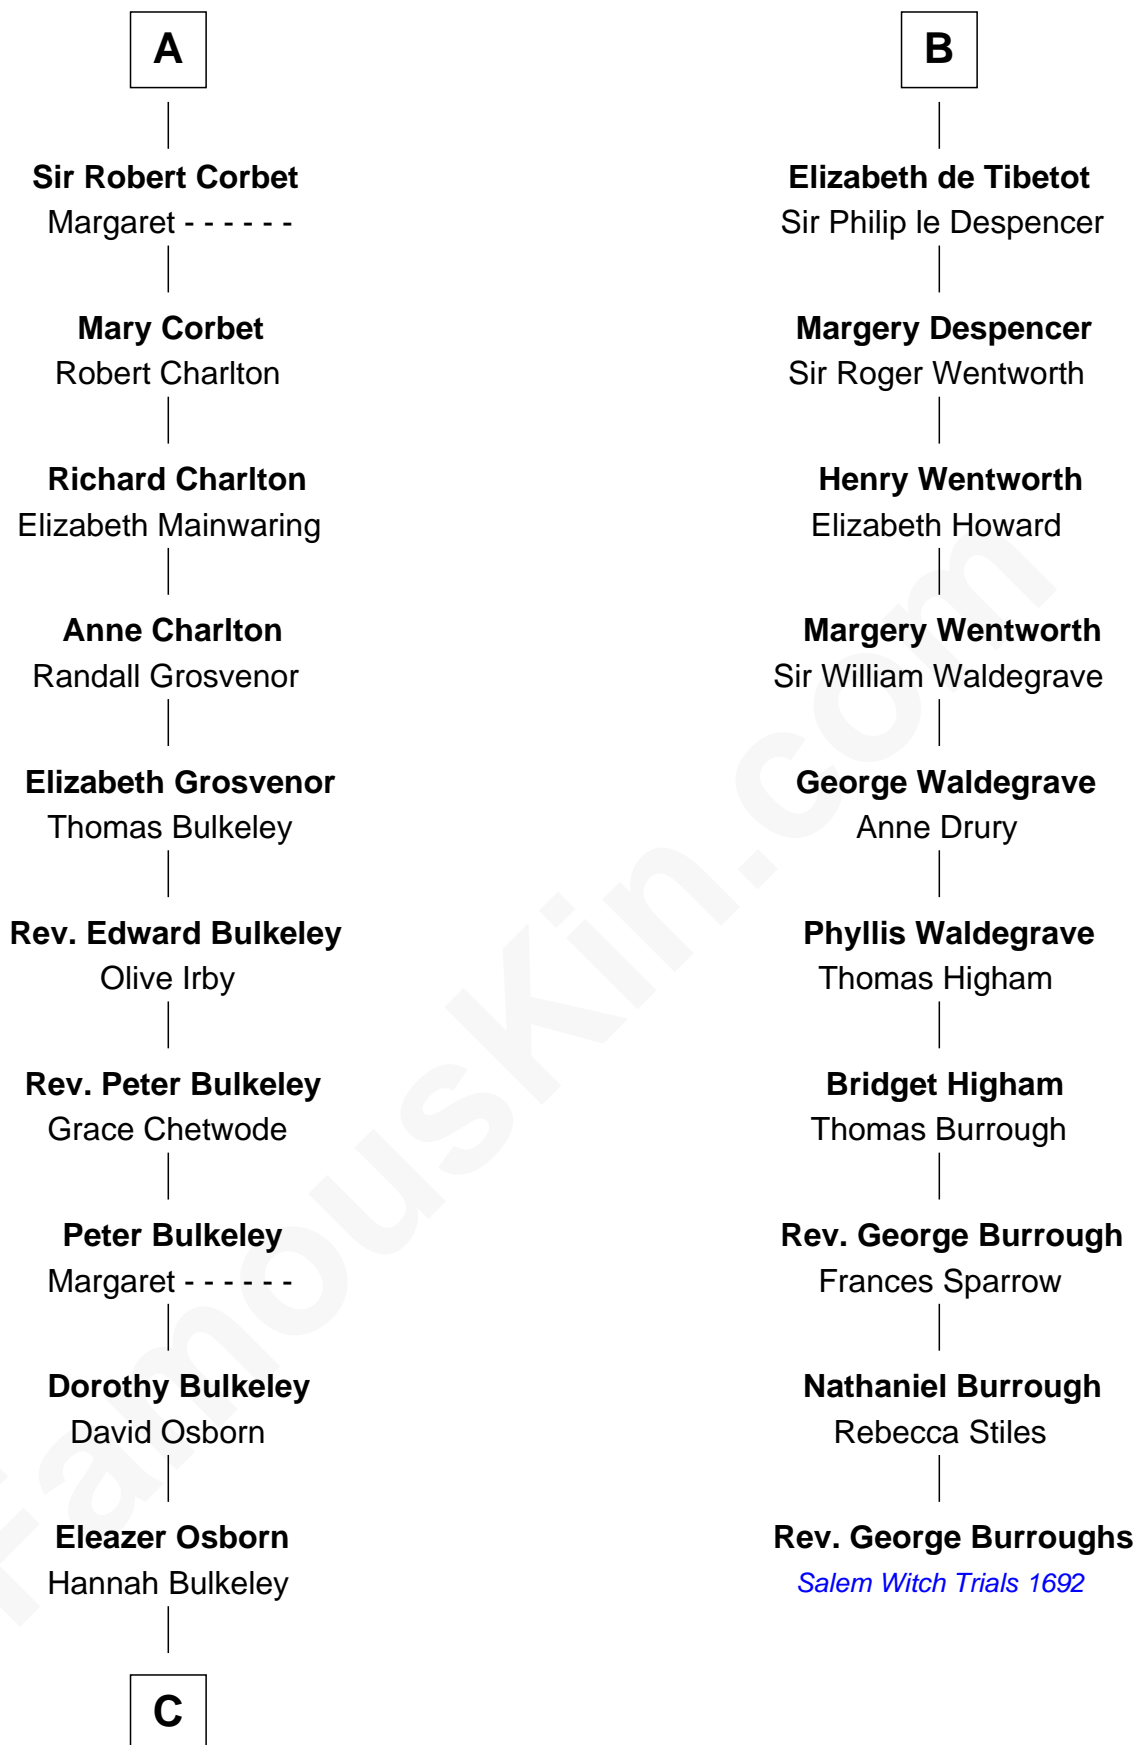 A
Sir Robert Corbet
Margaret - - - - - -
Mary Corbet
Robert Charlton
Richard Charlton
Elizabeth Mainwaring
Anne Charlton
Randall Grosvenor
Elizabeth Grosvenor
Thomas Bulkeley
Rev. Edward Bulkeley
Olive Irby
Rev. Peter Bulkeley
Grace Chetwode
Peter Bulkeley
Margaret - - - - - -
Dorothy Bulkeley
David Osborn
Eleazer Osborn
Hannah Bulkeley
C
B
Elizabeth de Tibetot
Sir Philip le Despencer
Margery Despencer
Sir Roger Wentworth
Henry Wentworth
Elizabeth Howard
Margery Wentworth
Sir William Waldegrave
George Waldegrave
Anne Drury
Phyllis Waldegrave
Thomas Higham
Bridget Higham
Thomas Burrough
Rev. George Burrough
Frances Sparrow
Nathaniel Burrough
Rebecca Stiles
Rev. George Burroughs
Salem Witch Trials 1692
FamousKin.com